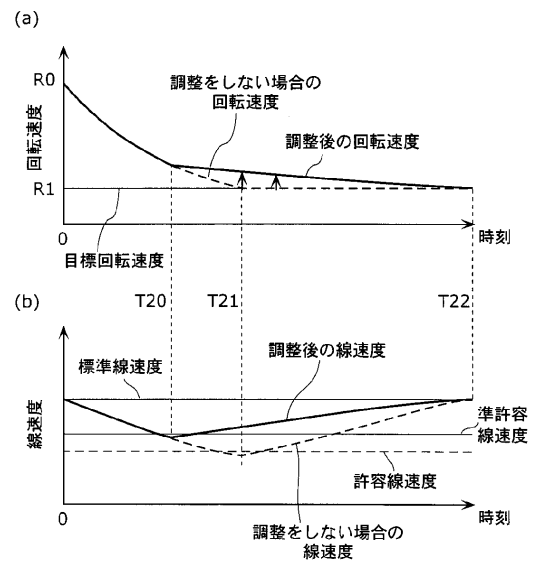 (a)
R0
調整をしない場合の
回転速度
回転速度
調整後の回転速度
R1
0
時刻
目標回転速度
(b)
T20
T21
T22
標準線速度
調整後の線速度
線速度
準許容
線速度
許容線速度
0
時刻
調整をしない場合の
線速度